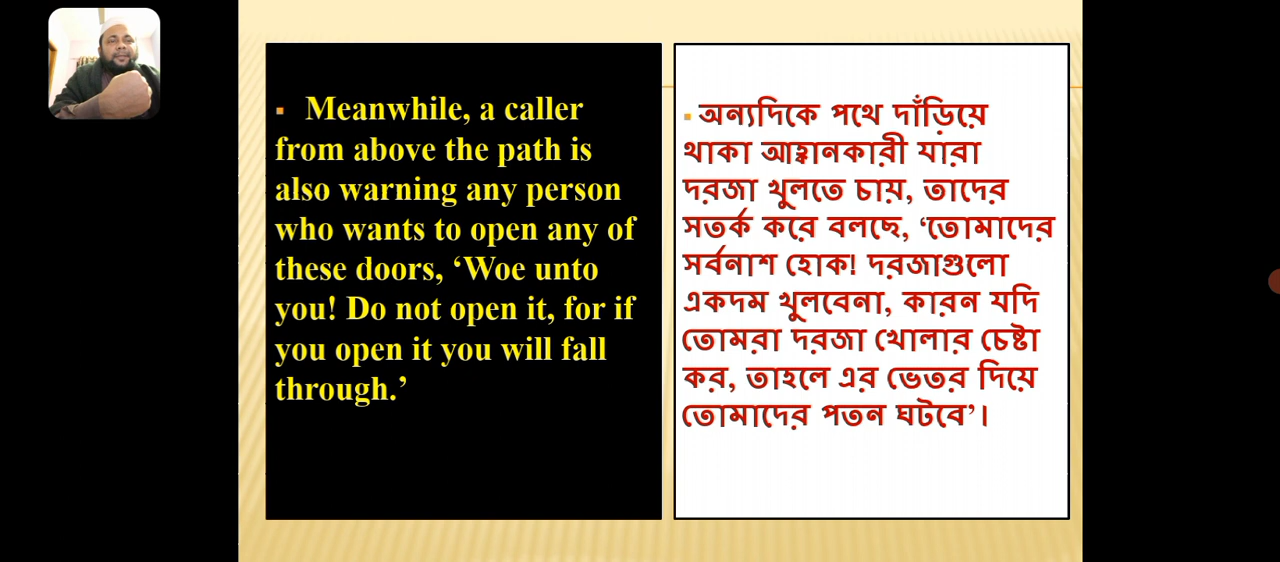 ▪ Meanwhile, a caller
from above the path is
also warning any person
who wants to open any of
these doors, ‘Woe unto
you! Do not open it, for if
you open it you will fall
through.’
▪ অন্যদিকে পথে দাঁড়িয়ে
থাকা আহ্বানকারী যারা
দরজা খুলতে চায়, তাদের
সতর্ক করে বলছে, ‘তোমাদের
সর্বনাশ হোক! দরজাগুলো
একদম খুলবেনা, কারন যদি
তোমরা দরজা খোলার চেষ্টা
কর, তাহলে এর ভেতর দিয়ে
তোমাদের পতন ঘটবে’।